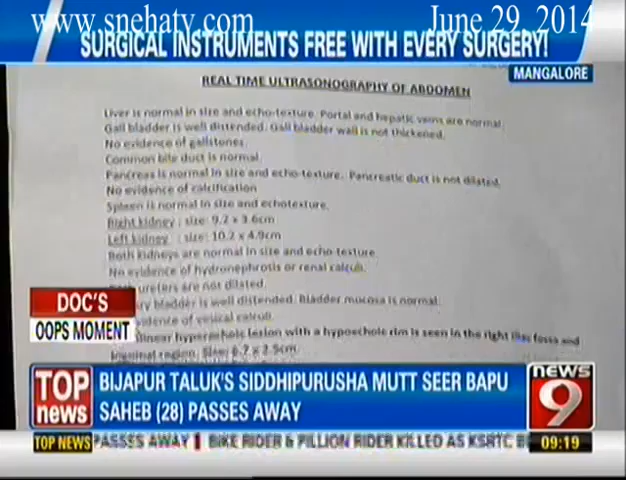 www.snehatv.com
June 29, 2014
SURGICAL INSTRUMENTS FREE WITH EVERY SURGERY!
MANGALORE
REAL TIME ULTRASONOGRAPHY OF ABDOMEN
Liver is normal in size and echo-texture. Portal and hepatic veins are normal
Gall bladder is well distended. Gall bladder wall is not thickened.
No evidence of gallstones
Common bile duct is normal
Pancreas is normal in size and echo-texture. Pancreatic duct is not dilated.
No evidence of calcification
Spleen is normal in size and echotexture.
Right kidney : size: 9.2 x 3.6cm
Left kidney : size: 10.2 x 4.9cm
Both kidneys are normal in size and echo-texture.
No evidence of hydronephrosis or renal calculi.
ureters are not dilated.
bladder is well distended. Bladder mucosa is normal.
evidence of vesical calculi.
linear hyperechoic lesion with a hypoechoic rim is seen in the right iliac fossa and
inguinal region. Size: 6.7 x 2.5cm
DOC'S
OOPS MOMENT
TOP news
BIJAPUR TALUK'S SIDDHIPURUSHA MUTT SEER BAPU
SAHEB (28) PASSES AWAY
NEWS 9
TOP NEWS PASSES AWAY BIKE RIDER & PILLION RIDER KILLED AS KSRTC
09:19